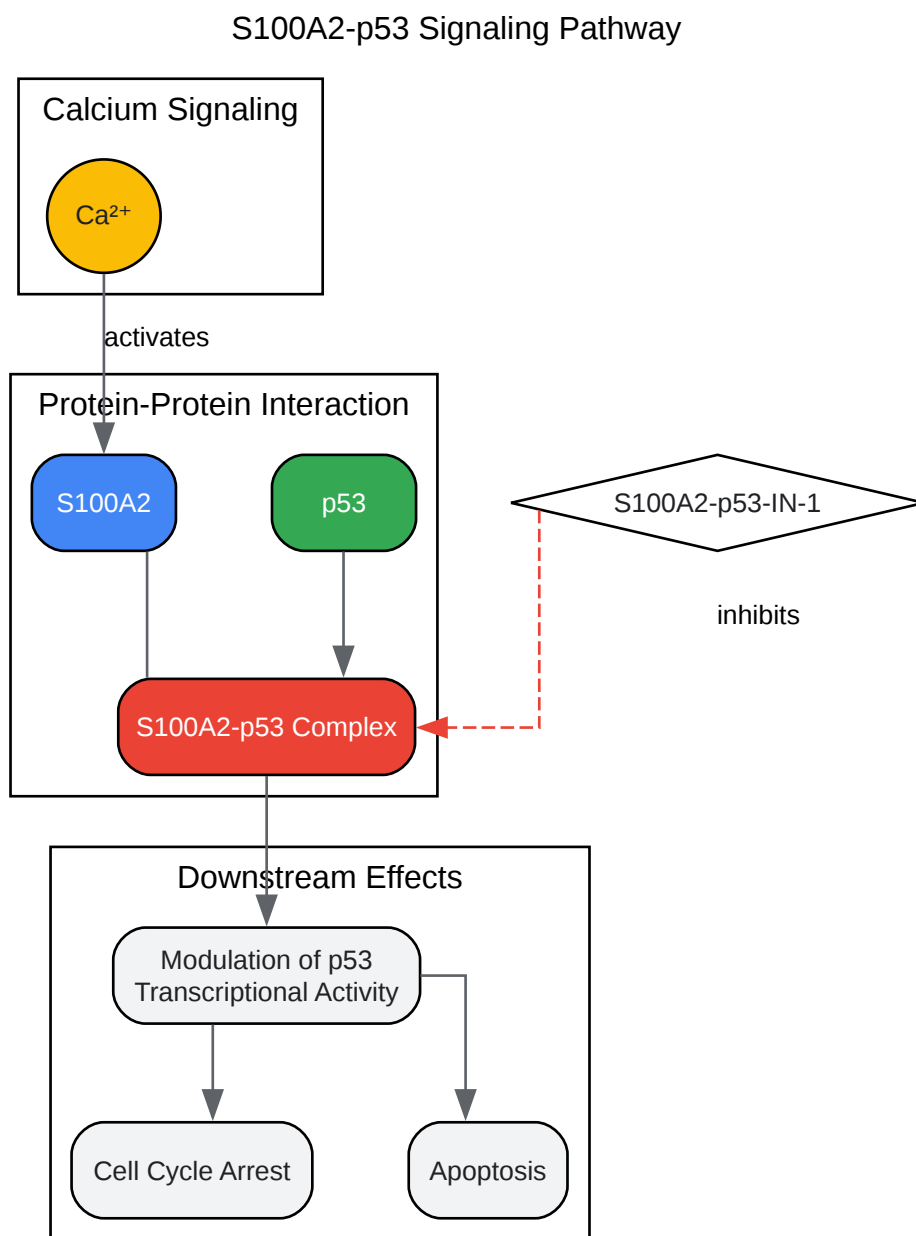 S100A2-p53 Signaling Pathway
Calcium Signaling
Ca²⁺
activates
Protein-Protein Interaction
S100A2
p53
S100A2-p53-IN-1
inhibits
S100A2-p53 Complex
Downstream Effects
Modulation of p53
Transcriptional Activity
Cell Cycle Arrest
Apoptosis